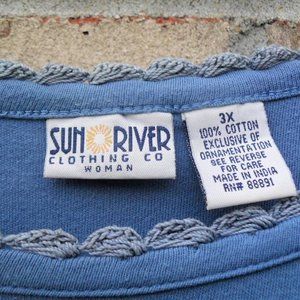 SUN RIVER
CLOTHING CO
WOMAN
3X
100% COTTON
EXCLUSIVE OF
ORNAMENTATION
SEE REVERSE
FOR CARE
MADE IN INDIA
RN# 88891